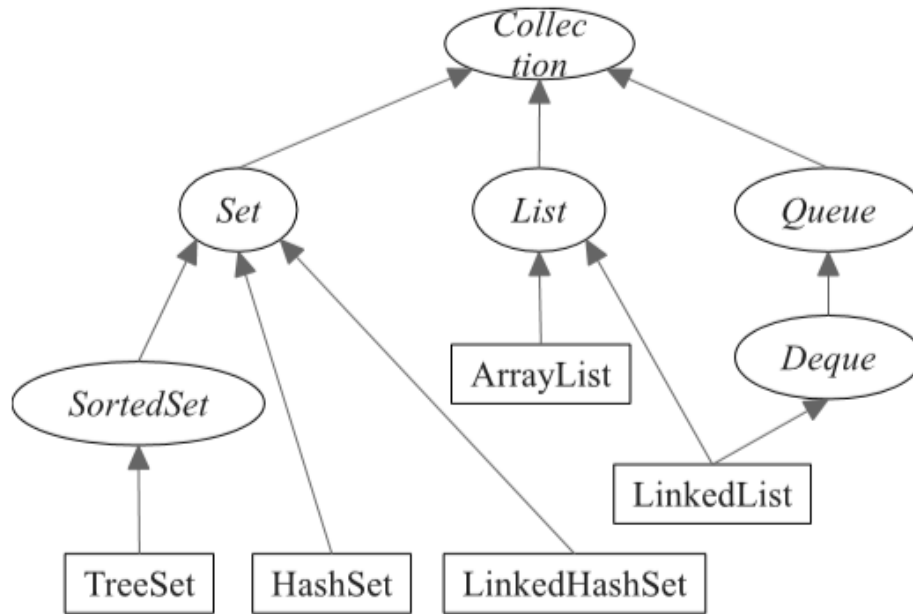 Collec
tion
Set
List
Queue
ArrayList
Deque
SortedSet
LinkedList
TreeSet
HashSet
LinkedHashSet